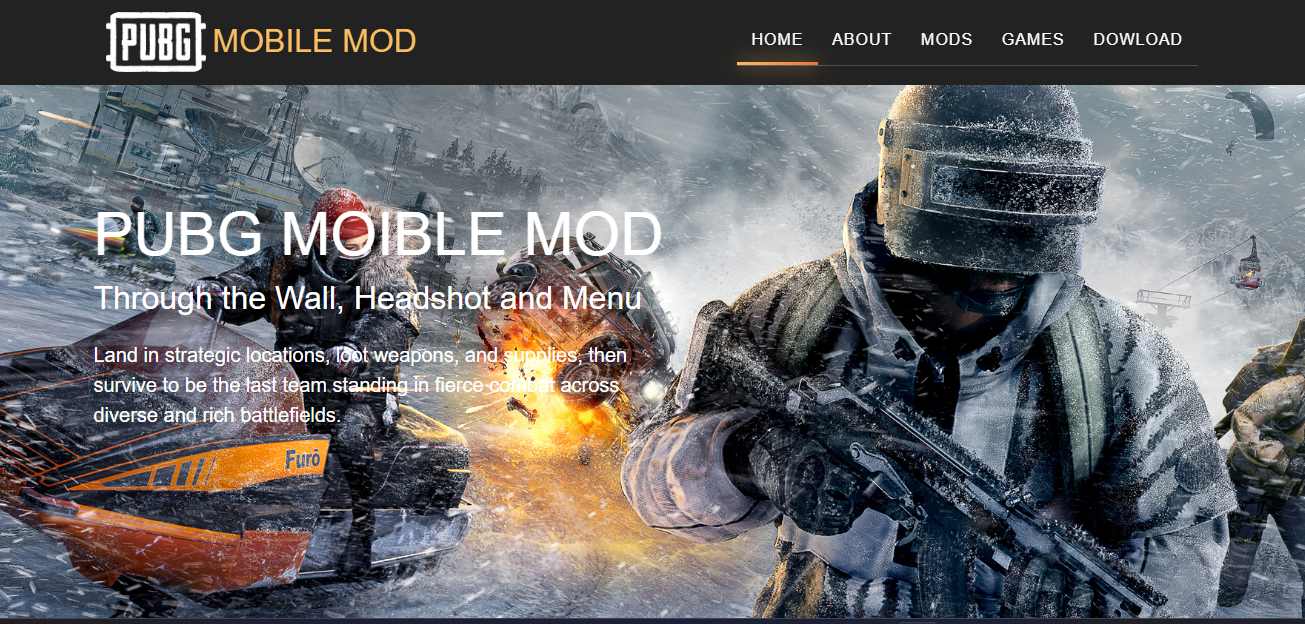 PUBG MOBILE MOD
HOME ABOUT MODS GAMES DOWLOAD
PUBG MOIBLE MOD
Through the Wall, Headshot and Menu
Land in strategic locations, loot weapons, and supplies, then
survive to be the last team standing in fierce combat across
diverse and rich battlefields.
Furō